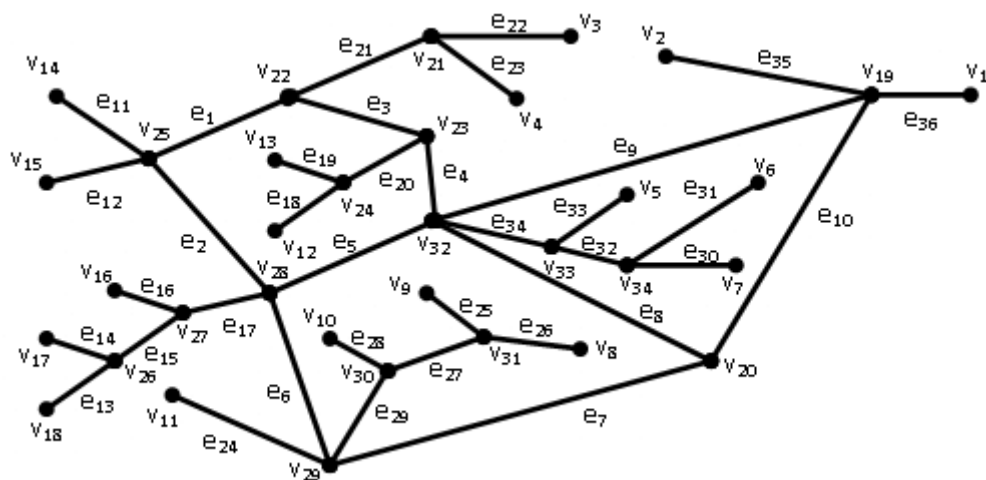 e₂₂
v₃
e₂₁
v₂₁
v₂
e₃₅
v₁₉
v₁
v₁₄
v₂₂
e₂₃
v₄
e₃₆
e₁₁
e₁
e₃
v₂₃
v₂₅
v₁₃
e₁₉
e₉
v₁₅
e₂₀
e₄
v₆
e₁₂
e₁₈
v₂₄
v₅
e₃₁
e₃₃
e₁₀
v₁₂
e₅
v₃₂
e₃₄
e₃₂
e₃₀
e₂
v₂₈
v₃₃
v₃₄
v₇
v₁₆
e₁₆
v₉
e₁₇
v₂₇
v₁₀
e₂₅
e₈
e₁₄
e₂₈
e₂₆
v₁₇
e₁₅
v₃₁
v₈
v₂₆
v₃₀
e₂₇
v₂₀
e₁₃
e₆
v₁₈
v₁₁
e₂₉
e₇
e₂₄
v₂₉